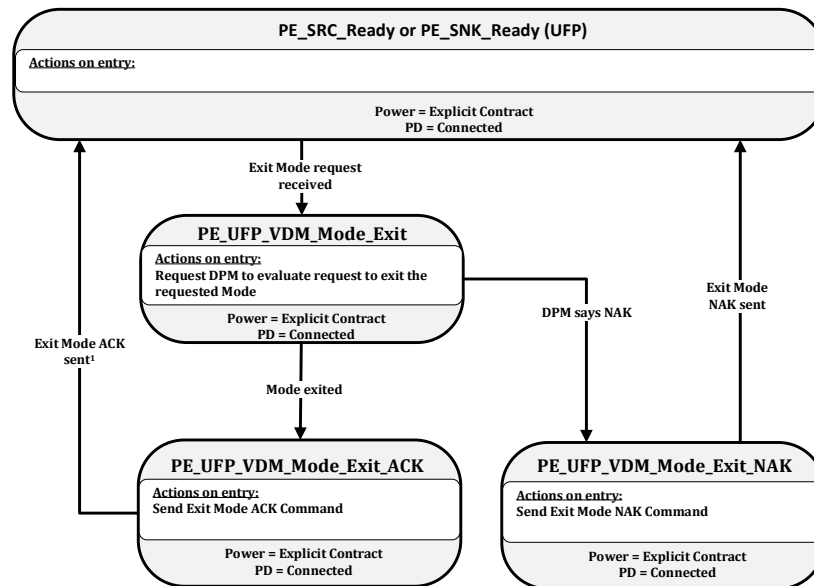 PE_SRC_Ready or PE_SNK_Ready (UFP)
Actions on entry:
Power = Explicit Contract
PD = Connected
Exit Mode request
received
PE_UFP_VDM_Mode_Exit
Actions on entry:
Request DPM to evaluate request to exit the
requested Mode
Power = Explicit Contract
PD = Connected
Exit Mode
NAK sent
DPM says NAK
Exit Mode ACK
sent¹
Mode exited
PE_UFP_VDM_Mode_Exit_ACK
Actions on entry:
Send Exit Mode ACK Command
Power = Explicit Contract
PD = Connected
PE_UFP_VDM_Mode_Exit_NAK
Actions on entry:
Send Exit Mode NAK Command
Power = Explicit Contract
PD = Connected